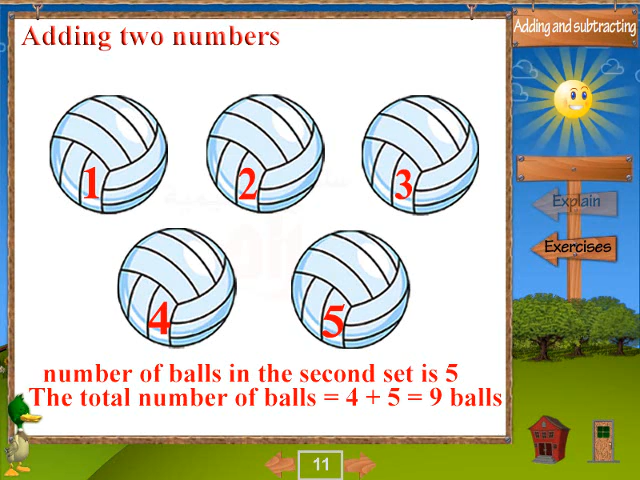 Adding two numbers
Adding and subtracting
1
2
3
Explain
Exercises
4
5
number of balls in the second set is 5
The total number of balls = 4 + 5 = 9 balls
11